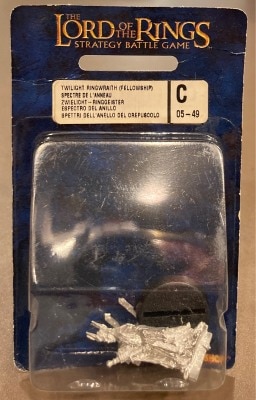 THE
LORD OF THE RINGS
STRATEGY BATTLE GAME
TWILIGHT RINGWRAITH (FELLOWSHIP)
SPECTRE DE L'ANNEAU
ZWIELICHT-RINGGEISTER
ESPECTRO DEL ANILLO
SPETTRI DELL'ANELLO DEL CREPUSCOLO
C
05-49